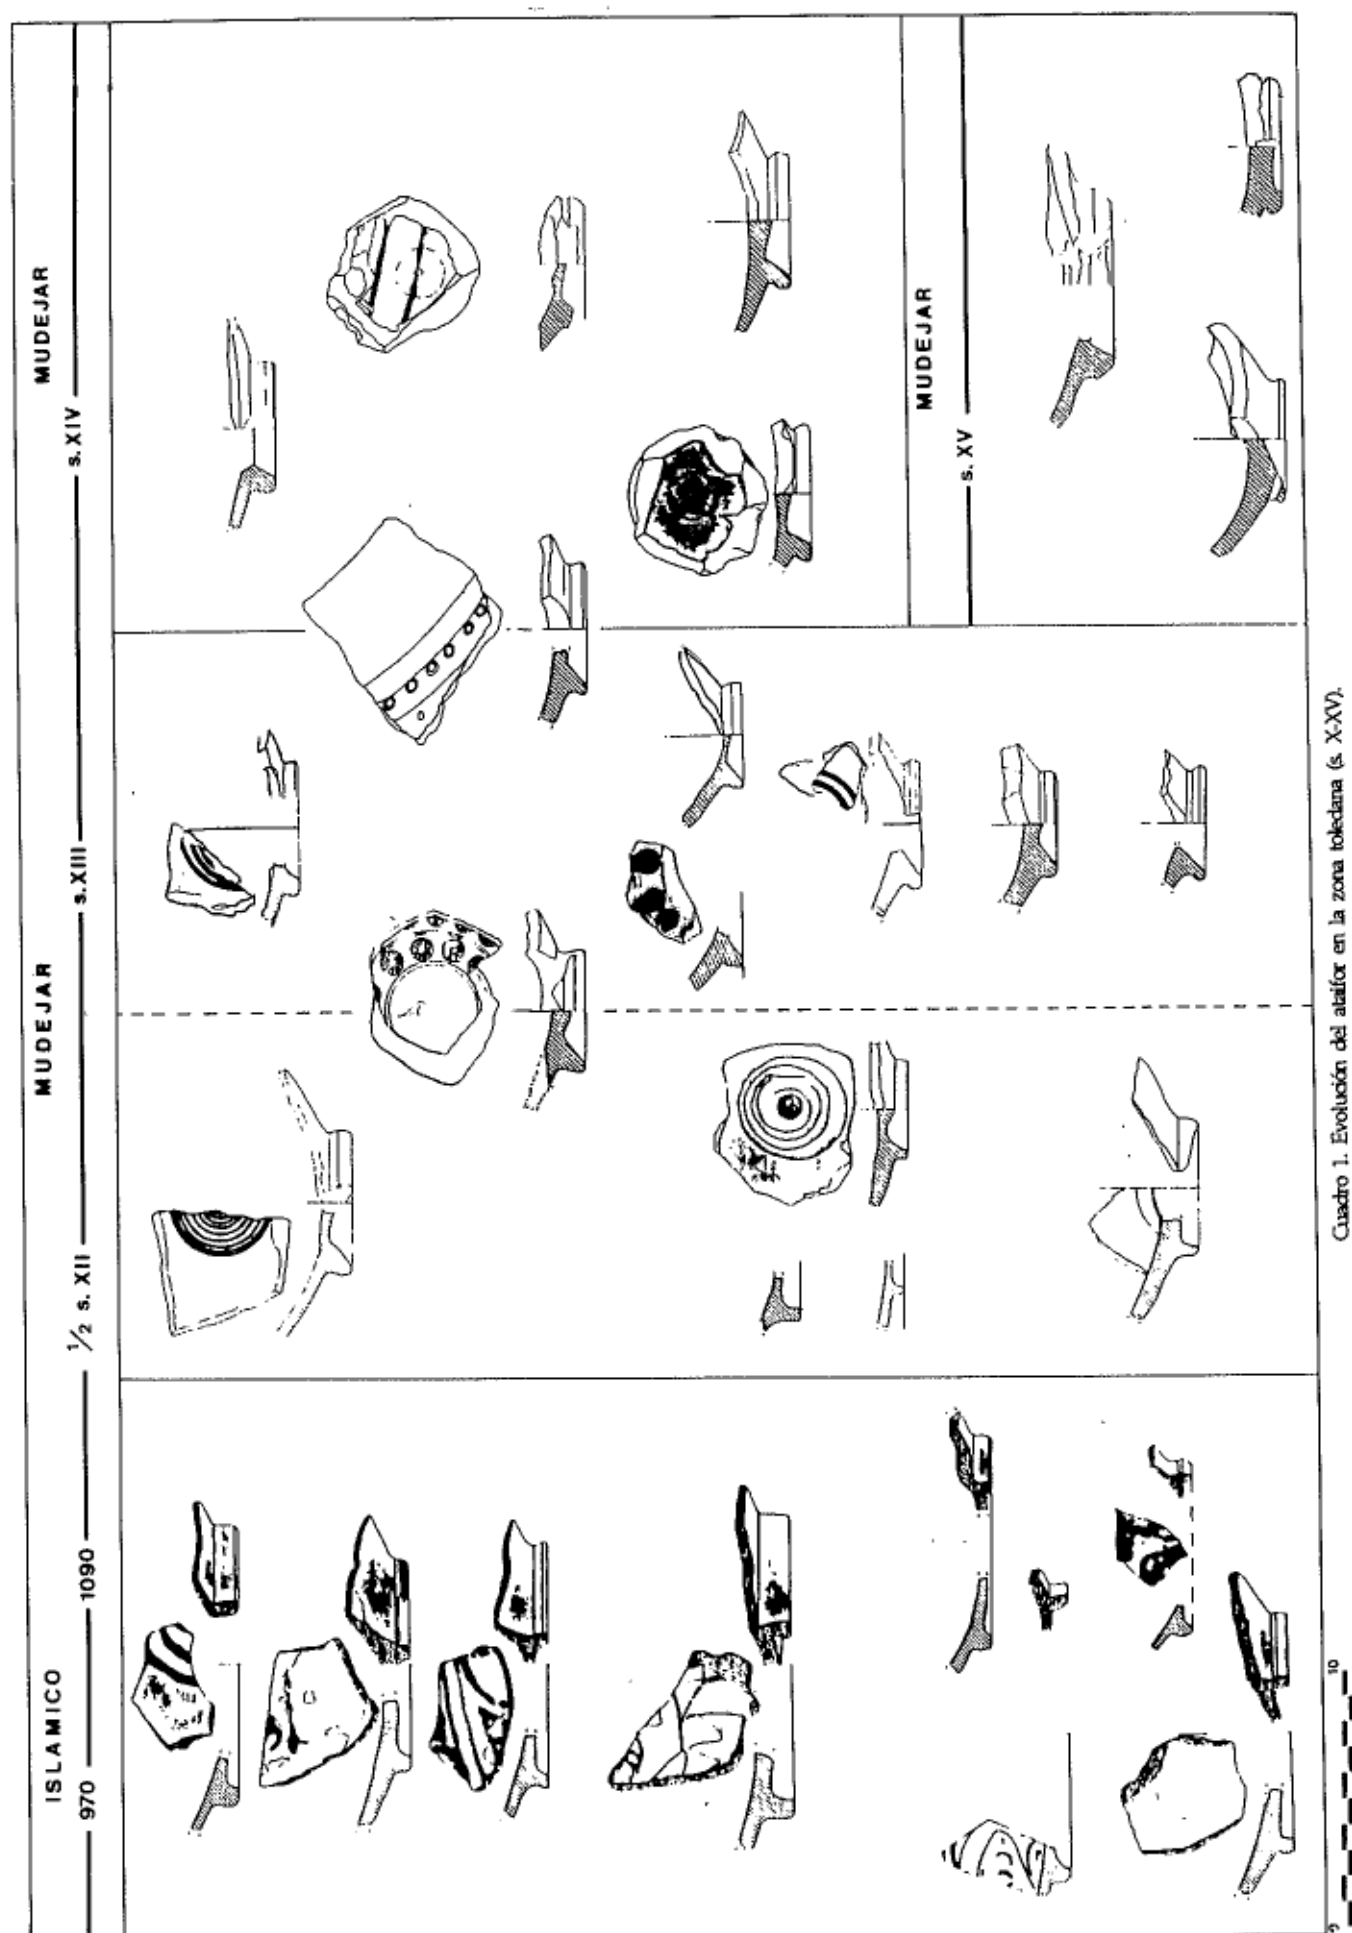 ISLAMICO
970 1090
MUDEJAR
1/2 s. XII s. XIII
MUDEJAR
s. XIV
MUDEJAR
s. XV
10
Cuadro 1. Evolución del ataifor en la zona toledana (s. X-XV).